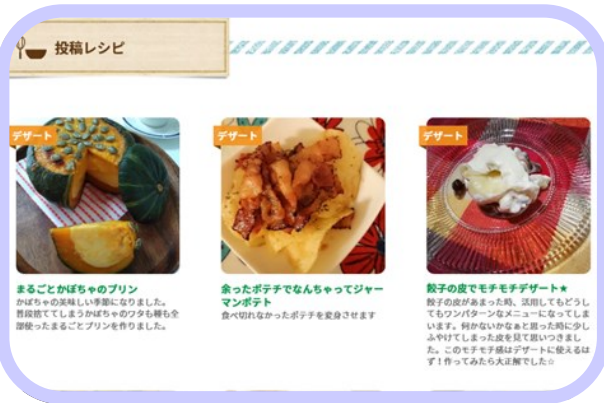 投稿レシピ
デザート
デザート
デザート
まるごとかぼちゃのプリン
かぼちゃの美味しい季節になりました。
普段捨ててしまうかぼちゃのワタも種も全
部使ったまるごとプリンを作りました。
余ったポテチでなんちゃってジャー
マンポテト
食べ切れなかったポテチを変身させます
餃子の皮でモチモチデザート★
餃子の皮があまった時、活用してもどうし
てもワンパターンなメニューになってしま
います。何かないかなぁと思った時に少し
ふやけてしまった皮を見て思いつきまし
た。このモチモチ感はデザートに使えるは
ず！作ってみたら大正解でした☆